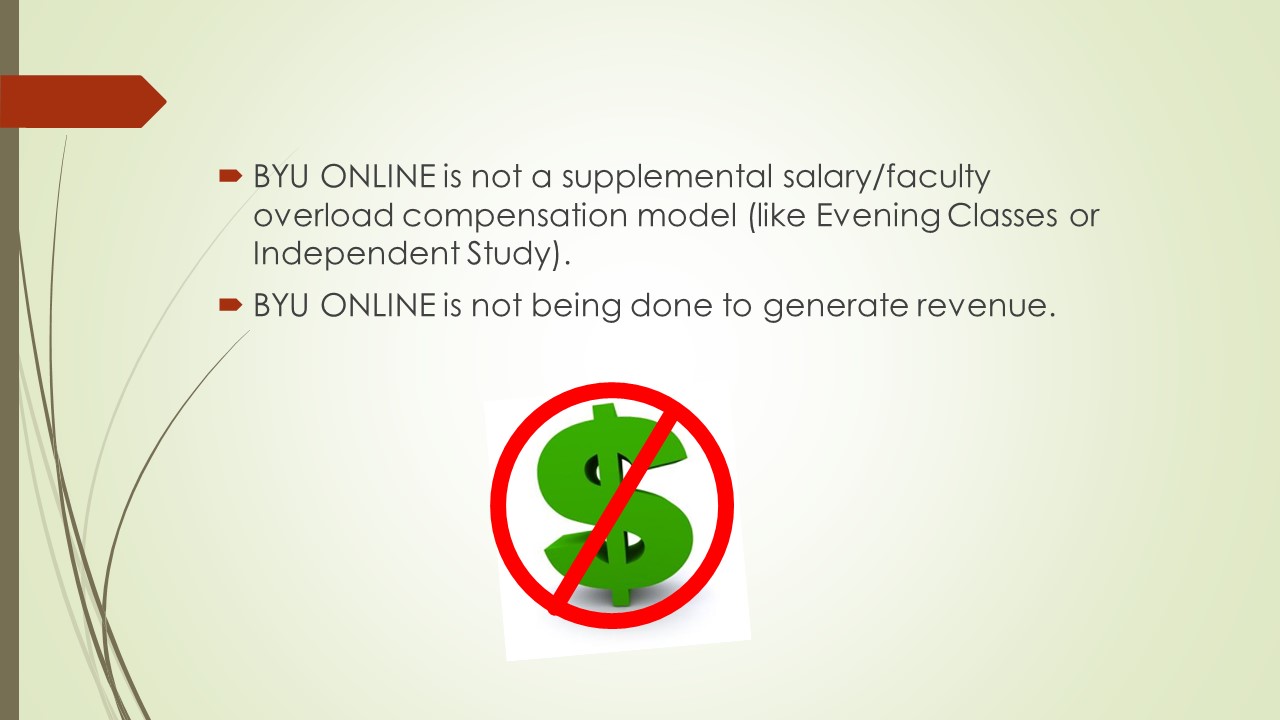 BYU ONLINE is not a supplemental salary/faculty
overload compensation model (like Evening Classes or
Independent Study).
BYU ONLINE is not being done to generate revenue.
$